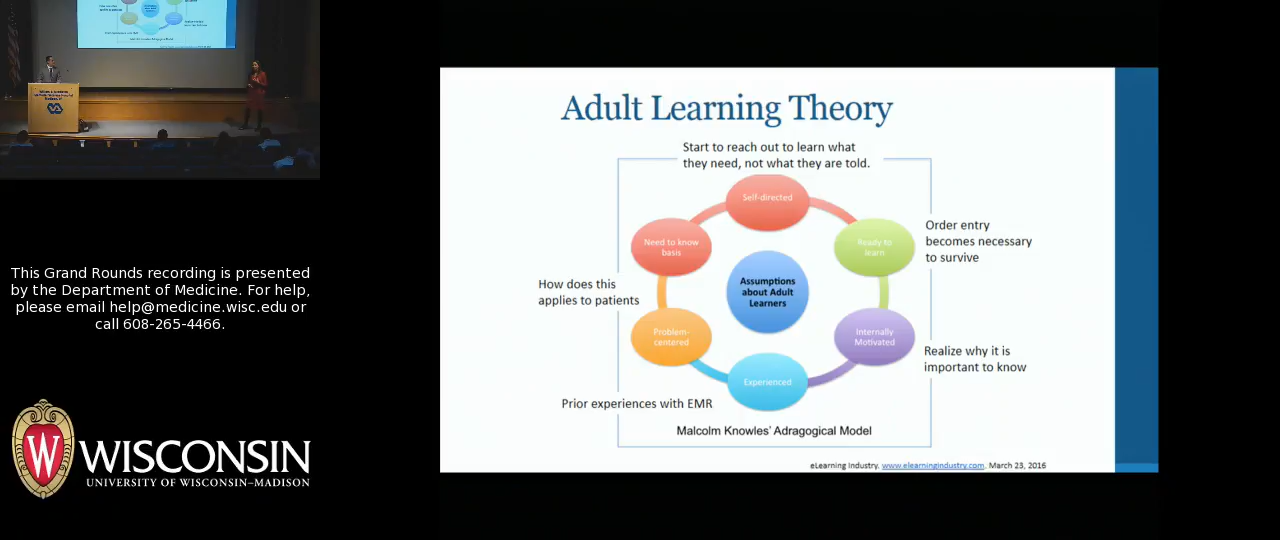 Adult Learning Theory
Start to reach out to learn what
they need, not what they are told.
Self-directed
Need to know
basis
Ready to
learn
Order entry
becomes necessary
to survive
How does this
applies to patients
Assumptions
about Adult
Learners
Problem-
centered
Internally
Motivated
Realize why it is
important to know
Experienced
Prior experiences with EMR
Malcolm Knowles' Adragogical Model
eLearning Industry. www.elearningindustry.com. March 23, 2016
This Grand Rounds recording is presented
by the Department of Medicine. For help,
please email help@medicine.wisc.edu or
call 608-265-4466.
W
WISCONSIN
UNIVERSITY OF WISCONSIN–MADISON